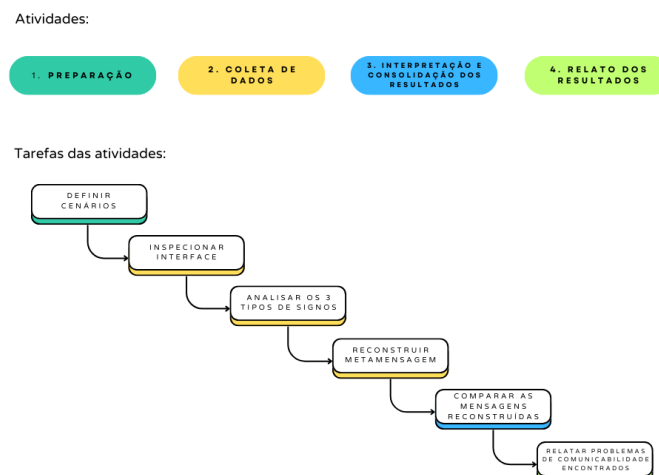 Atividades:
1. PREPARAÇÃO
2. COLETA DE
DADOS
3. INTERPRETAÇÃO E
CONSOLIDAÇÃO DOS
RESULTADOS
4. RELATO DOS
RESULTADOS
Tarefas das atividades:
DEFINIR
CENÁRIOS
INSPECIONAR
INTERFACE
ANALISAR OS 3
TIPOS DE SIGNOS
RECONSTRUIR
METAMENSAGEM
COMPARAR AS
MENSAGENS
RECONSTRUÍDAS
RELATAR PROBLEMAS
DE COMUNICABILIDADE
ENCONTRADOS